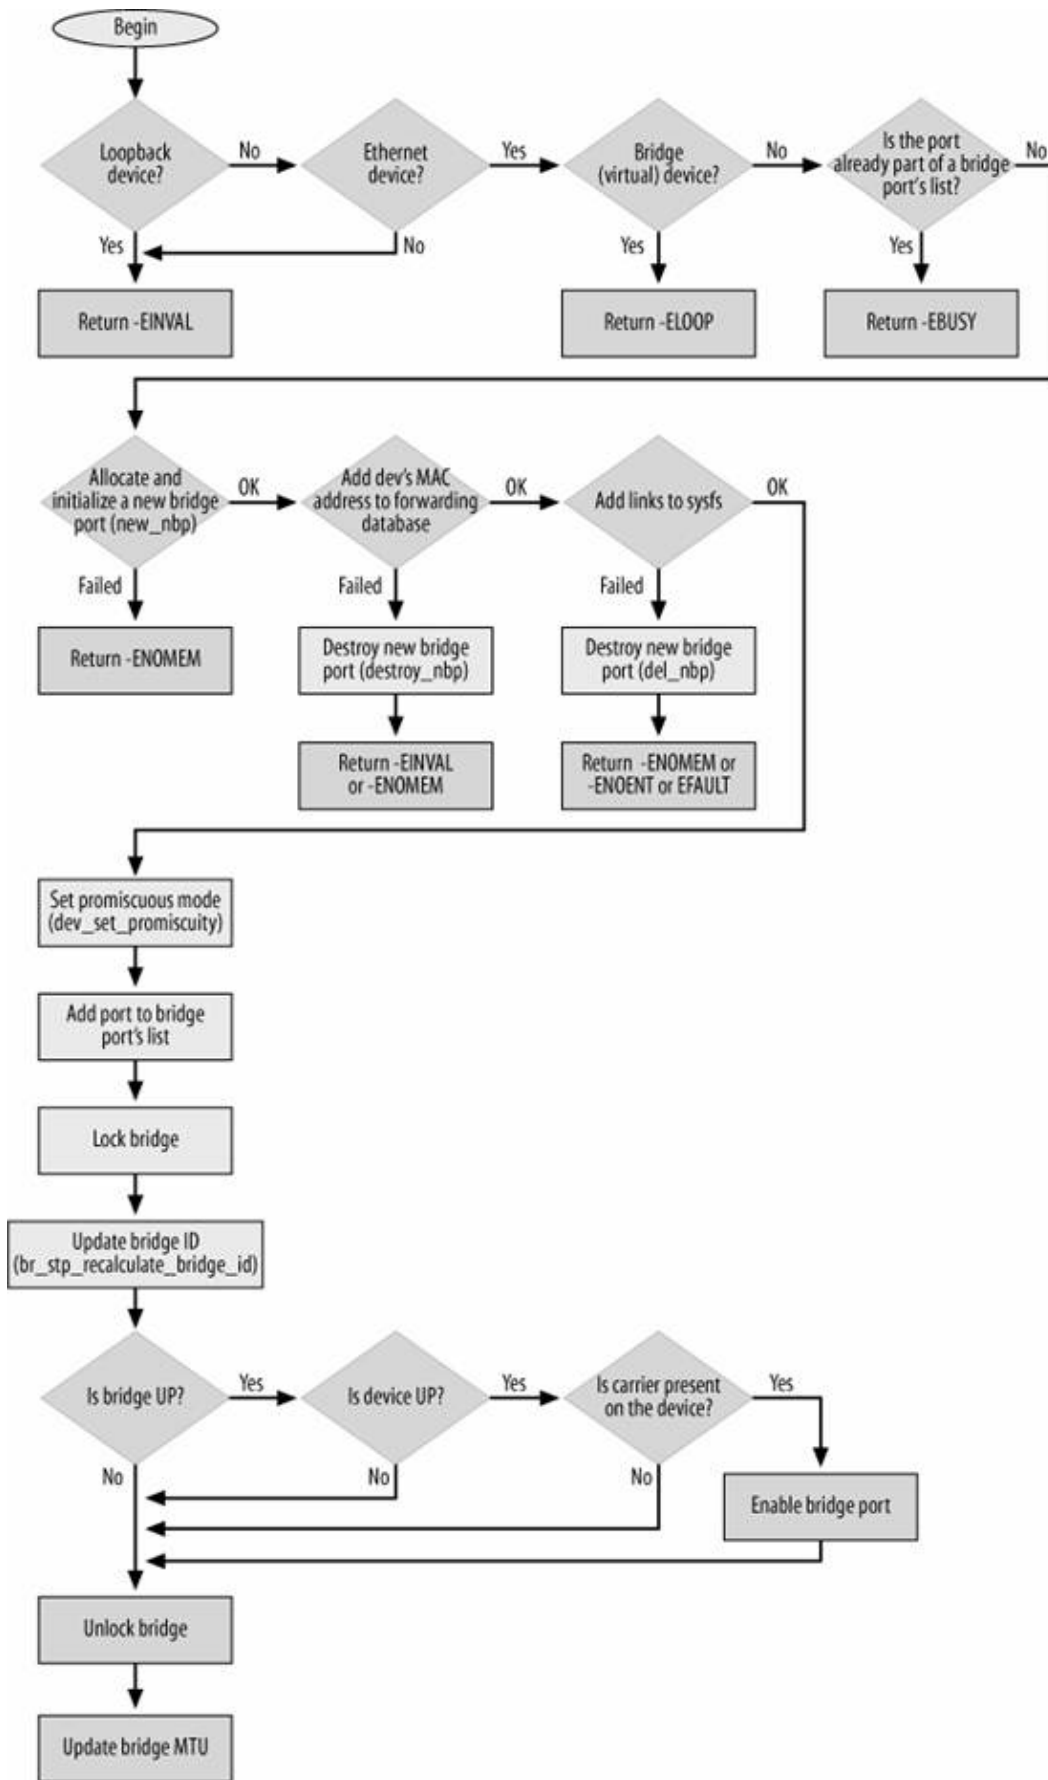 Begin
Loopback
device?
No
Ethernet
device?
Yes
Bridge
(virtual) device?
No
Is the port
already part of a bridge
port's list?
No
Yes
No
Yes
Yes
Return -EINVAL
Return -ELOOP
Return -EBUSY
Allocate and
initialize a new bridge
port (new_nbp)
OK
Add dev's MAC
address to forwarding
database
OK
Add links to sysfs
OK
Failed
Failed
Failed
Return -ENOMEM
Destroy new bridge
port (destroy_nbp)
Destroy new bridge
port (del_nbp)
Return -EINVAL
or -ENOMEM
Return -ENOMEM or
-ENOENT or EFAULT
Set promiscuous mode
(dev_set_promiscuity)
Add port to bridge
port's list
Lock bridge
Update bridge ID
(br_stp_recalculate_bridge_id)
Is bridge UP?
Yes
Is device UP?
Yes
Is carrier present
on the device?
Yes
No
No
No
Enable bridge port
Unlock bridge
Update bridge MTU